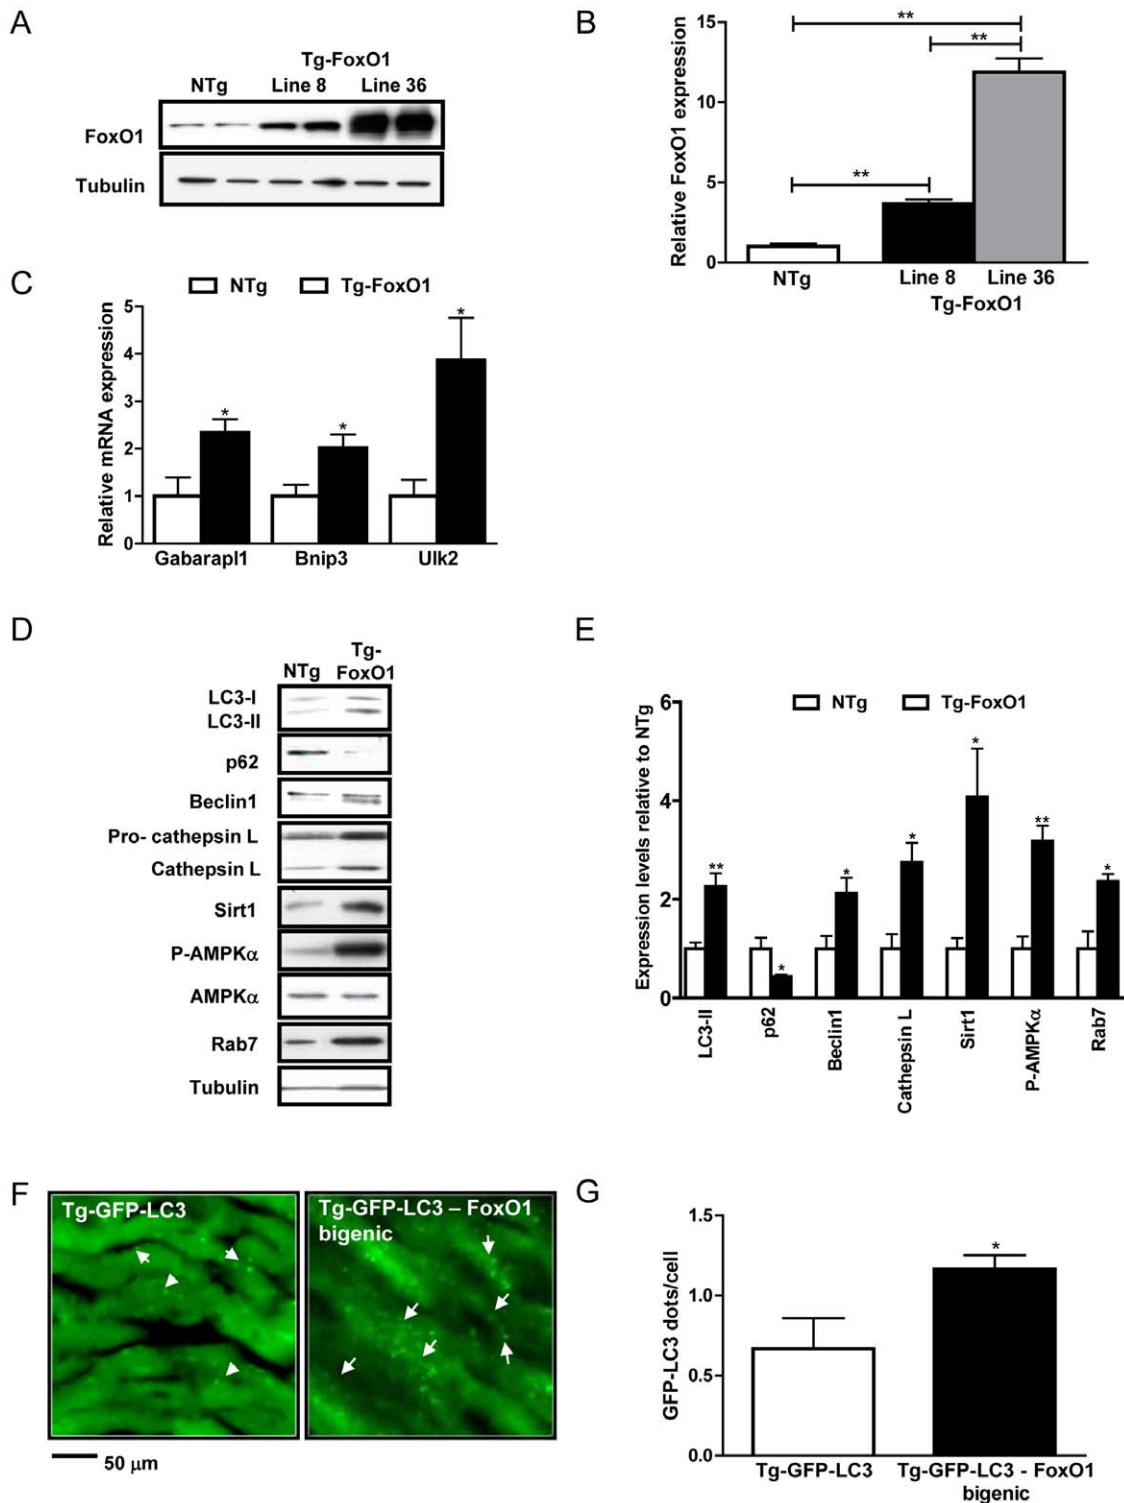 A
Tg-FoxO1
NTg Line 8 Line 36
FoxO1
Tubulin
B
Relative FoxO1 expression
15
10
5
0
**
**
**
NTg
Line 8 Line 36
Tg-FoxO1
C
NTg Tg-FoxO1
Relative mRNA expression
5
4
3
2
1
0
*
*
*
Gabarapl1 Bnip3 Ulk2
D
NTg Tg-
FoxO1
LC3-I
LC3-II
p62
Beclin1
Pro- cathepsin L
Cathepsin L
Sirt1
P-AMPKα
AMPKα
Rab7
Tubulin
E
NTg Tg-FoxO1
Expression levels relative to NTg
6
4
2
0
**
*
*
*
*
**
*
LC3-II
p62
Beclin1
Cathepsin L
Sirt1
P-AMPKα
Rab7
F
Tg-GFP-LC3
Tg-GFP-LC3 – FoxO1
bigenic
50 μm
G
GFP-LC3 dots/cell
1.5
1.0
0.5
0.0
*
Tg-GFP-LC3
Tg-GFP-LC3 - FoxO1
bigenic